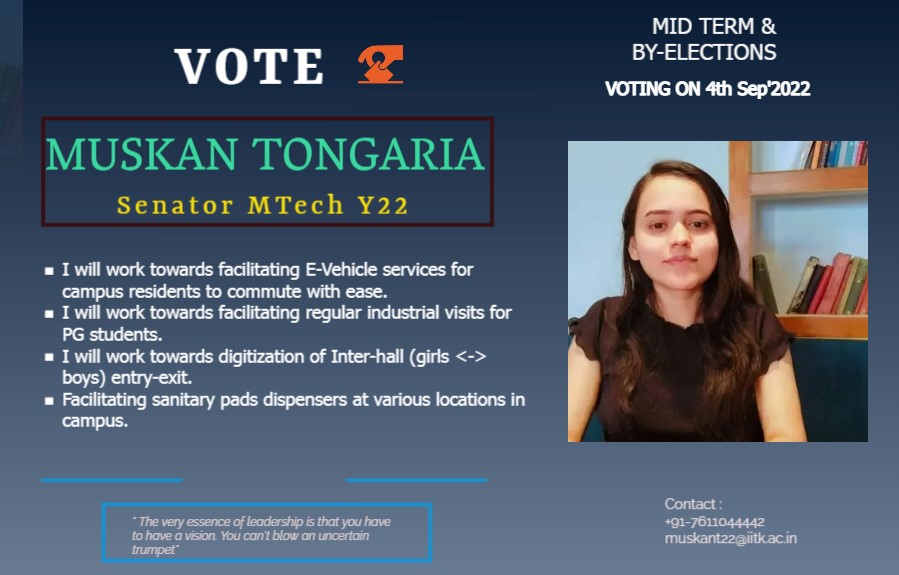 VOTE
MUSKAN TONGARIA
Senator MTech Y22
▪ I will work towards facilitating E-Vehicle services for
campus residents to commute with ease.
▪ I will work towards facilitating regular industrial visits for
PG students.
▪ I will work towards digitization of Inter-hall (girls <->
boys) entry-exit.
▪ Facilitating sanitary pads dispensers at various locations in
campus.
" The very essence of leadership is that you have
to have a vision. You can't blow an uncertain
trumpet"
MID TERM &
BY-ELECTIONS
VOTING ON 4th Sep'2022
Contact :
+91-7611044442
muskant22@iitk.ac.in